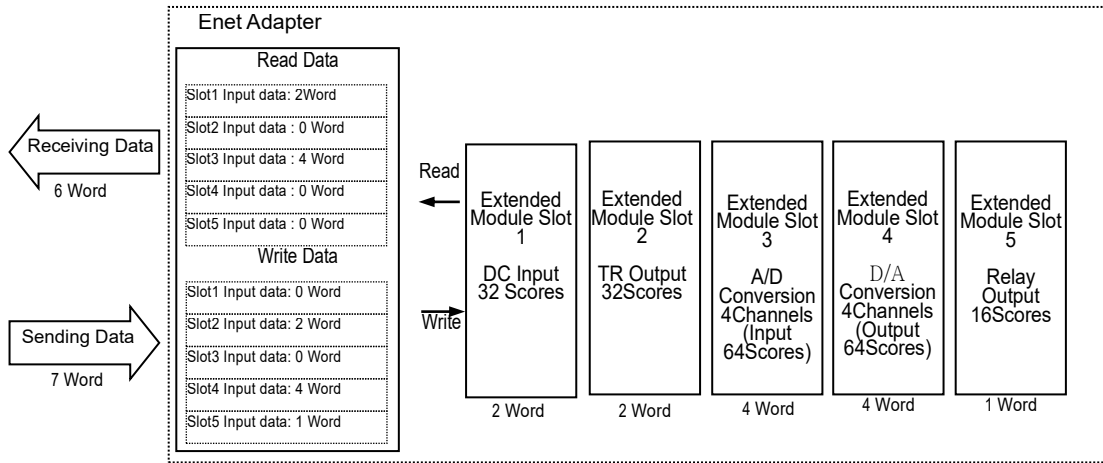 Enet Adapter
Read Data
Slot1 Input data: 2Word
Slot2 Input data : 0 Word
Slot3 Input data : 4 Word
Slot4 Input data : 0 Word
Slot5 Input data : 0 Word
Write Data
Slot1 Input data: 0 Word
Slot2 Input data: 2 Word
Slot3 Input data: 0 Word
Slot4 Input data: 4 Word
Slot5 Input data: 1 Word
Receiving Data
6 Word
Sending Data
7 Word
Read
Write
Extended
Module Slot
1
DC Input
32 Scores
2 Word
Extended
Module Slot
2
TR Output
32Scores
2 Word
Extended
Module Slot
3
A/D
Conversion
4Channels
(Input
64Scores)
4 Word
Extended
Module Slot
4
D/A
Conversion
4Channels
(Output
64Scores)
4 Word
Extended
Module Slot
5
Relay
Output
16Scores
1 Word